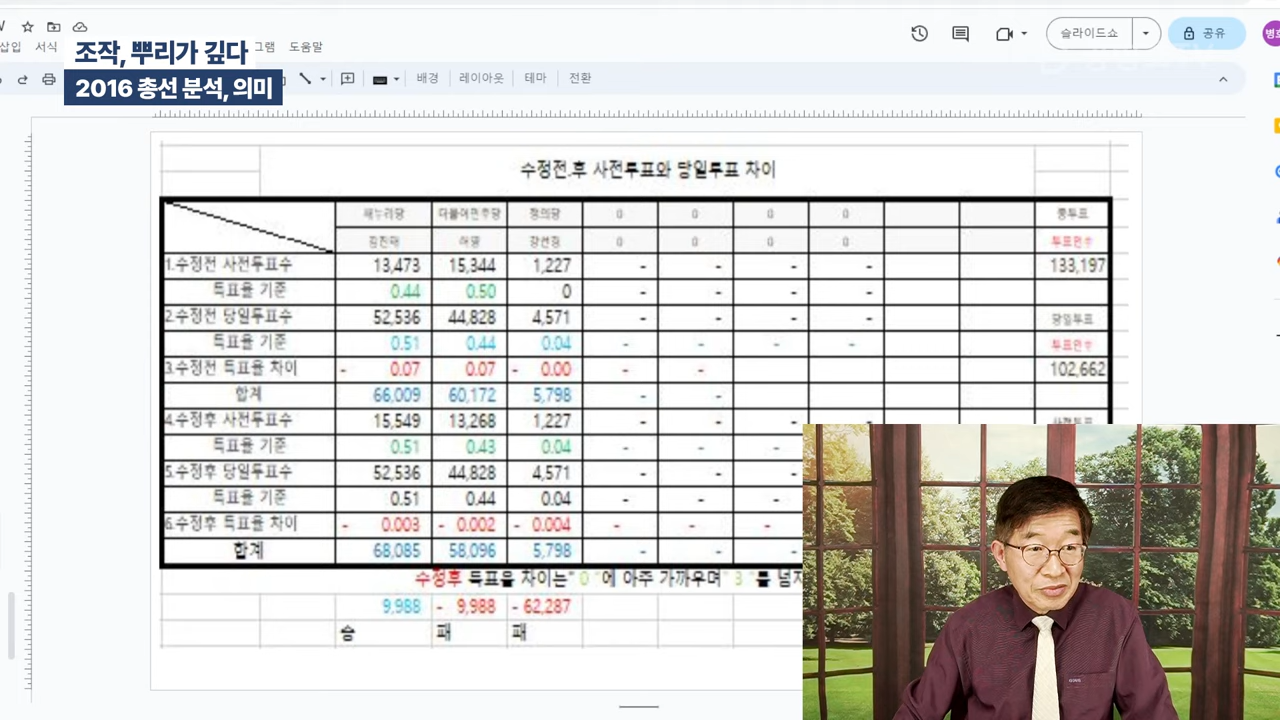 삽입 서식
그램 도움말
슬라이드쇼
공유
병호
조작, 뿌리가 깊다
2016 총선 분석, 의미
배경 레이아웃 테마 전환
수정전.후 사전투표와 당일투표 차이
새누리당 더불어민주당 정의당 0 0 0 0 총투표
김진태 허영 강선경 0 0 0 0 투표인수
1.수정전 사전투표수 13,473 15,344 1,227 - - - - 133,197
득표율 기준 0.44 0.50 0 - - - -
2.수정전 당일투표수 52,536 44,828 4,571 - - - - 당일투표
득표율 기준 0.51 0.44 0.04 - - - - 투표인수
3.수정전 득표율 차이 - 0.07 0.07 - 0.00 - - 102,662
합계 66,009 60,172 5,798 - -
4.수정후 사전투표수 15,549 13,268 1,227 - - - -
득표율 기준 0.51 0.43 0.04 - - -
5.수정후 당일투표수 52,536 44,828 4,571 - - -
득표율 기준 0.51 0.44 0.04 - - -
6.수정후 득표율 차이 - 0.003 - 0.002 - 0.004 - - -
합계 68,085 58,096 5,798 - - -
수정후 득표율 차이는" 0 "에 아주 가까우며" 3 "를 넘지
9,988 - 9,988 - 62,287
승 패 패